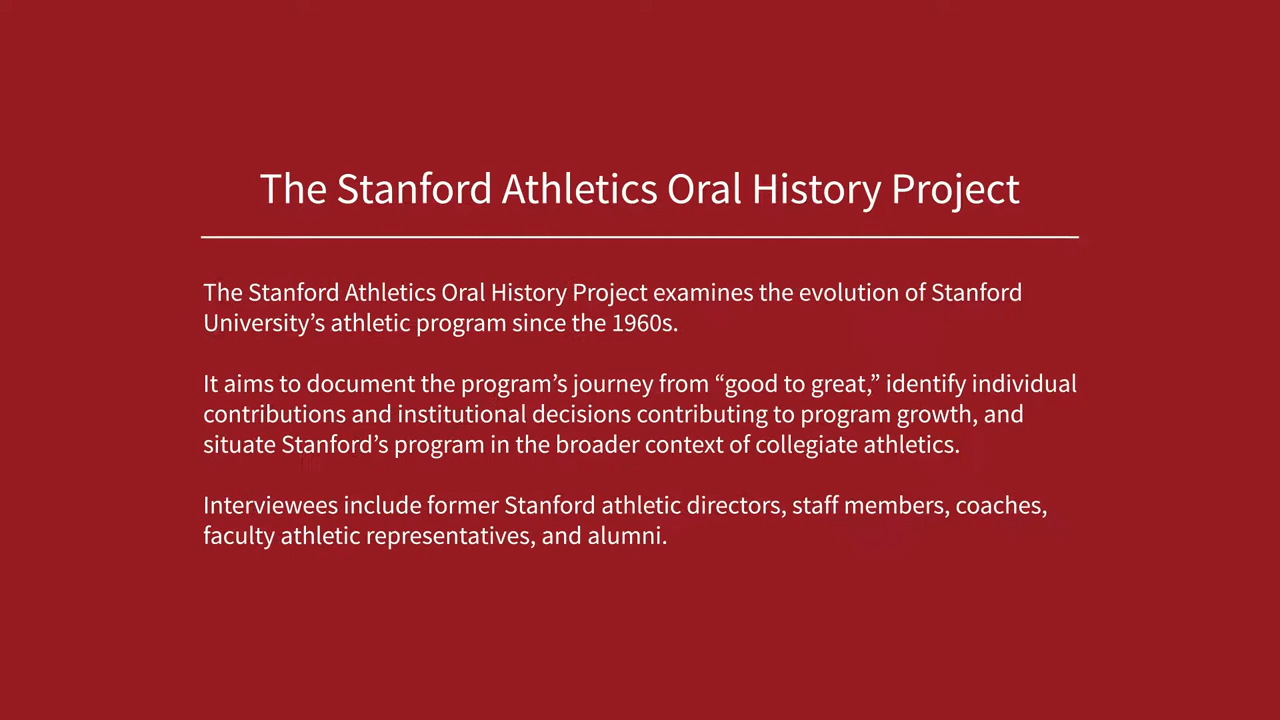 The Stanford Athletics Oral History Project
The Stanford Athletics Oral History Project examines the evolution of Stanford
University’s athletic program since the 1960s.
It aims to document the program’s journey from “good to great,” identify individual
contributions and institutional decisions contributing to program growth, and
situate Stanford’s program in the broader context of collegiate athletics.
Interviewees include former Stanford athletic directors, staff members, coaches,
faculty athletic representatives, and alumni.